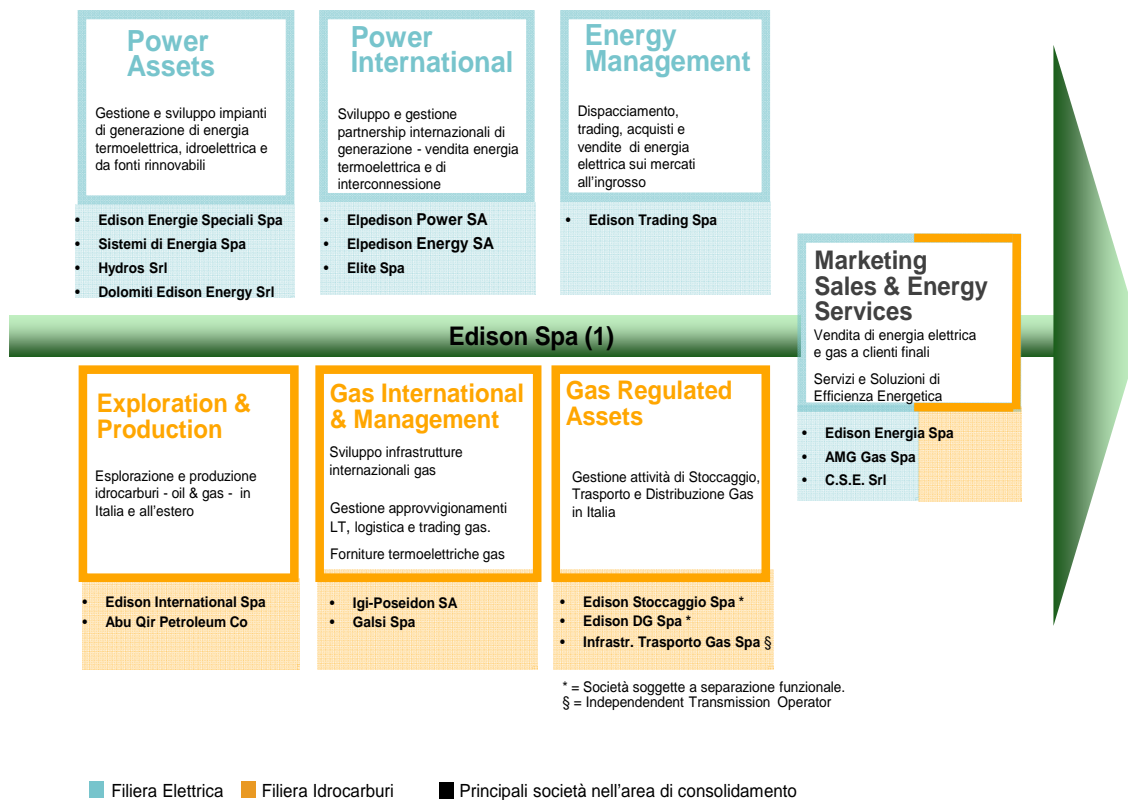 Power
Assets
Gestione e sviluppo impianti
di generazione di energia
termoelettrica, idroelettrica e
da fonti rinnovabili
• Edison Energie Speciali Spa
• Sistemi di Energia Spa
• Hydros Srl
• Dolomiti Edison Energy Srl
Power
International
Sviluppo e gestione
partnership internazionali di
generazione - vendita energia
termoelettrica e di
interconnessione
• Elpedison Power SA
• Elpedison Energy SA
• Elite Spa
Energy
Management
Dispacciamento,
trading, acquisti e
vendite di energia
elettrica sui mercati
all'ingrosso
• Edison Trading Spa
Marketing
Sales & Energy
Services
Vendita di energia elettrica
e gas a clienti finali
Servizi e Soluzioni di
Efficienza Energetica
• Edison Energia Spa
• AMG Gas Spa
• C.S.E. Srl
Edison Spa (1)
Exploration &
Production
Esplorazione e produzione
idrocarburi - oil & gas - in
Italia e all'estero
• Edison International Spa
• Abu Qir Petroleum Co
Gas International
& Management
Sviluppo infrastrutture
internazionali gas
Gestione approvvigionamenti
LT, logistica e trading gas.
Forniture termoelettriche gas
• Igi-Poseidon SA
• Galsi Spa
Gas Regulated
Assets
Gestione attività di Stoccaggio,
Trasporto e Distribuzione Gas
in Italia
• Edison Stoccaggio Spa *
• Edison DG Spa *
• Infrastr. Trasporto Gas Spa §
* = Società soggette a separazione funzionale.
§ = Independendent Transmission Operator
Filiera Elettrica
Filiera Idrocarburi
Principali società nell'area di consolidamento